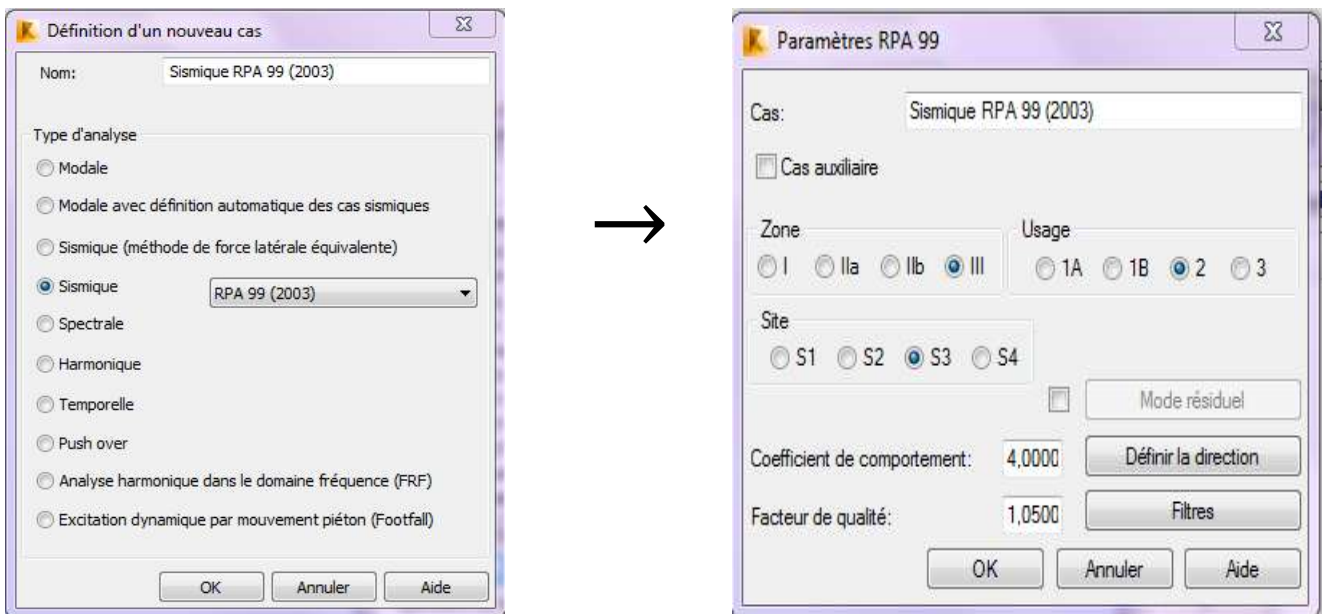 Définition d'un nouveau cas
Nom: Sismique RPA 99 (2003)
Type d'analyse
Modale
Modale avec définition automatique des cas sismiques
Sismique (méthode de force latérale équivalente)
Sismique RPA 99 (2003)
Spectrale
Harmonique
Temporelle
Push over
Analyse harmonique dans le domaine fréquence (FRF)
Excitation dynamique par mouvement piéton (Footfall)
OK Annuler Aide
→
Paramètres RPA 99
Cas: Sismique RPA 99 (2003)
Cas auxiliaire
Zone Usage
I IIa IIb III 1A 1B 2 3
Site
S1 S2 S3 S4
Mode résiduel
Coefficient de comportement: 4,0000 Définir la direction
Facteur de qualité: 1,0500 Filtres
OK Annuler Aide